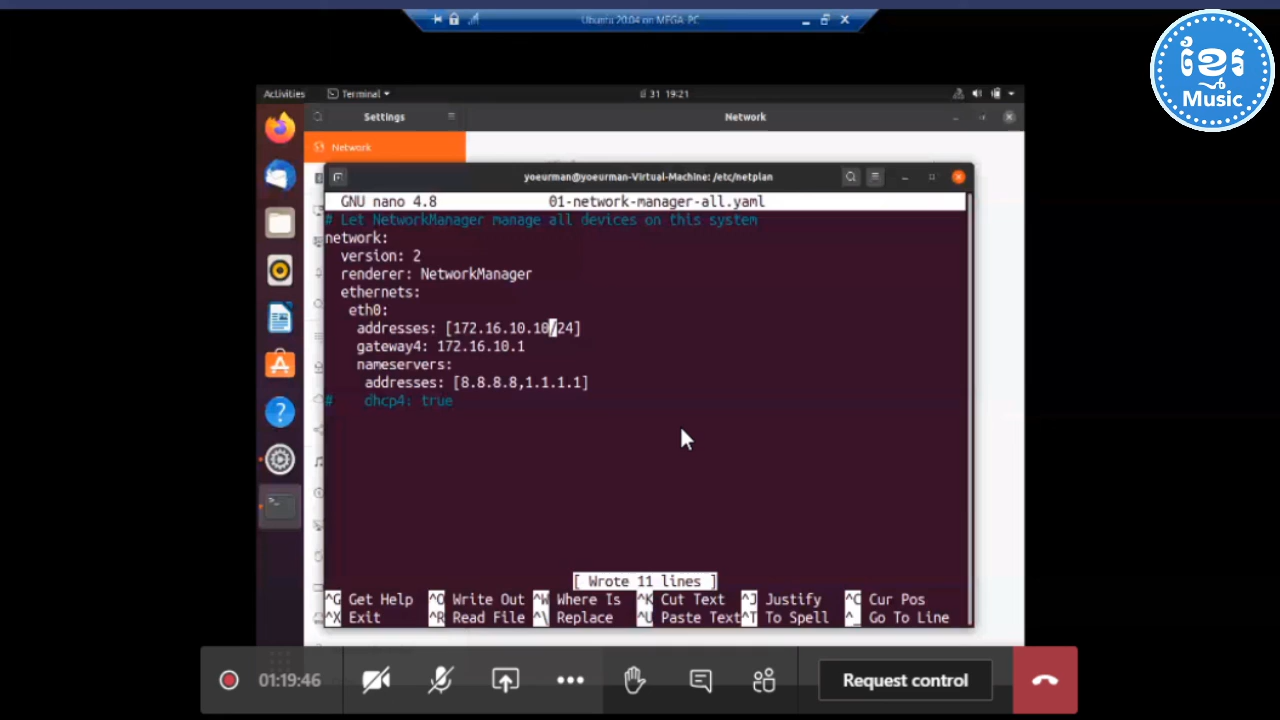 Ubuntu 20.04 on MEGA-PC
ខ្មែរ
Music
Activities
Terminal
31 19:21
Settings
Network
Network
yoeurman@yoeurman-Virtual-Machine: /etc/netplan
GNU nano 4.8 01-network-manager-all.yaml
# Let NetworkManager manage all devices on this system
network:
version: 2
renderer: NetworkManager
ethernets:
eth0:
addresses: [172.16.10.10/24]
gateway4: 172.16.10.1
nameservers:
addresses: [8.8.8.8,1.1.1.1]
# dhcp4: true
[ Wrote 11 lines ]
^G Get Help ^O Write Out ^W Where Is ^K Cut Text ^J Justify ^C Cur Pos
^X Exit ^R Read File ^\ Replace ^U Paste Text ^T To Spell ^_ Go To Line
01:19:46
Request control